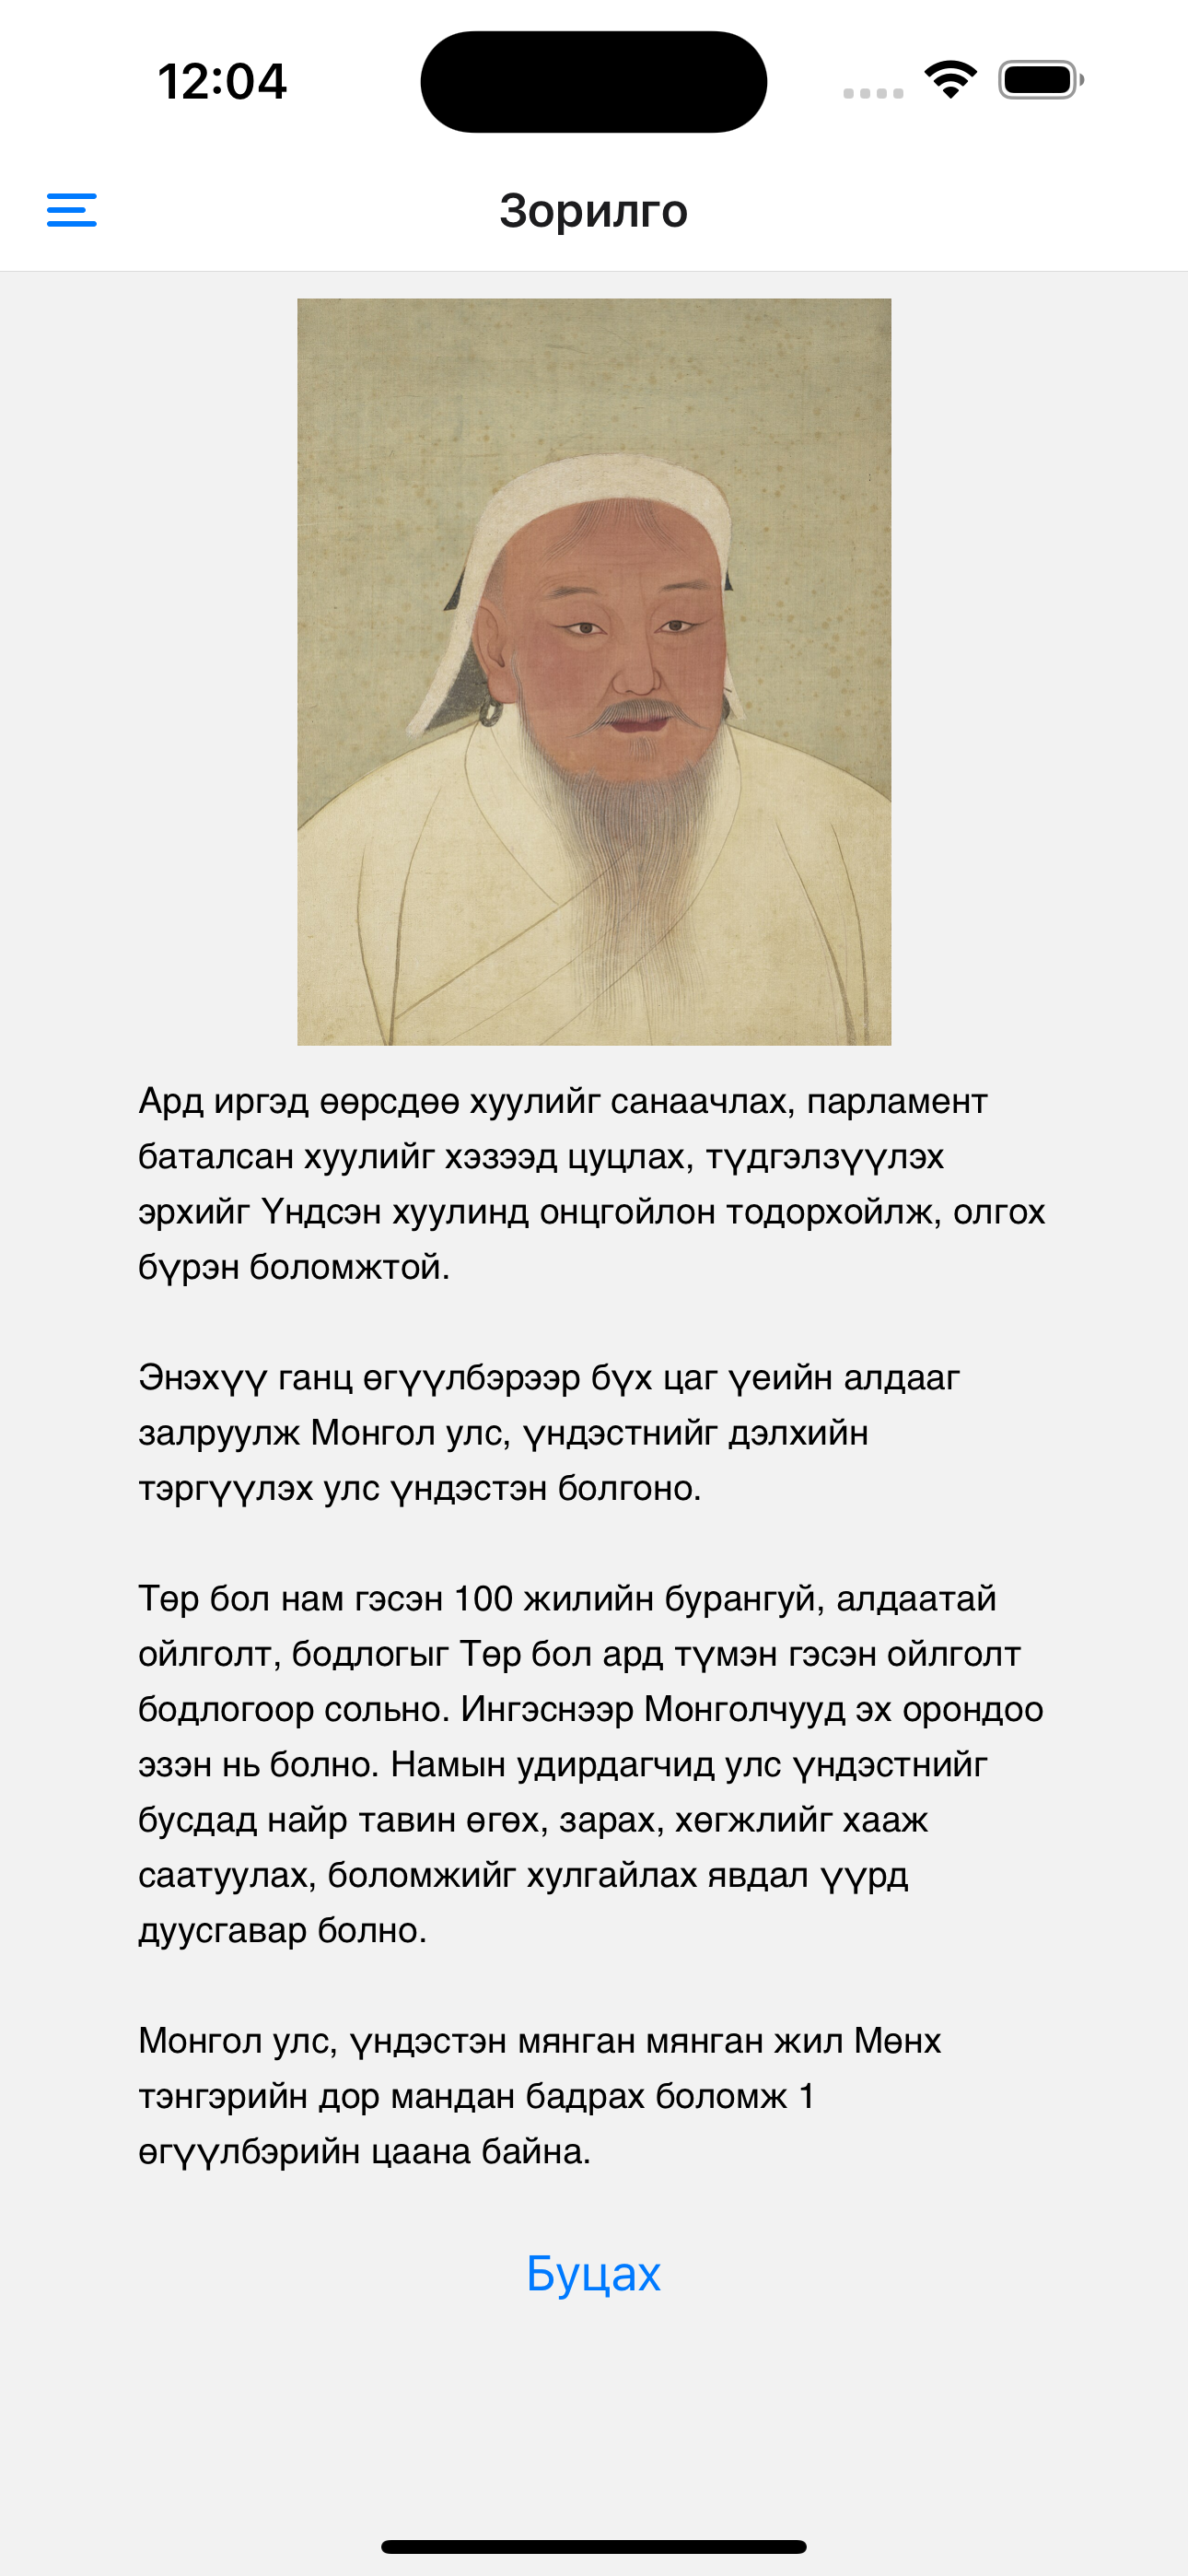 12:04
Зорилго
Ард иргэд өөрсдөө хуулийг санаачлах, парламент
баталсан хуулийг хэзээд цуцлах, түдгэлзүүлэх
эрхийг Үндсэн хуулинд онцгойлон тодорхойлж, олгох
бүрэн боломжтой.
Энэхүү ганц өгүүлбэрээр бүх цаг үеийн алдааг
залруулж Монгол улс, үндэстнийг дэлхийн
тэргүүлэх улс үндэстэн болгоно.
Төр бол нам гэсэн 100 жилийн бурангуй, алдаатай
ойлголт, бодлогыг Төр бол ард түмэн гэсэн ойлголт
бодлогоор сольно. Ингэснээр Монголчууд эх орондоо
эзэн нь болно. Намын удирдагчид улс үндэстнийг
бусдад найр тавин өгөх, зарах, хөгжлийг хааж
саатуулах, боломжийг хулгайлах явдал үүрд
дуусгавар болно.
Монгол улс, үндэстэн мянган мянган жил Мөнх
тэнгэрийн дор мандан бадрах боломж 1
өгүүлбэрийн цаана байна.
Буцах